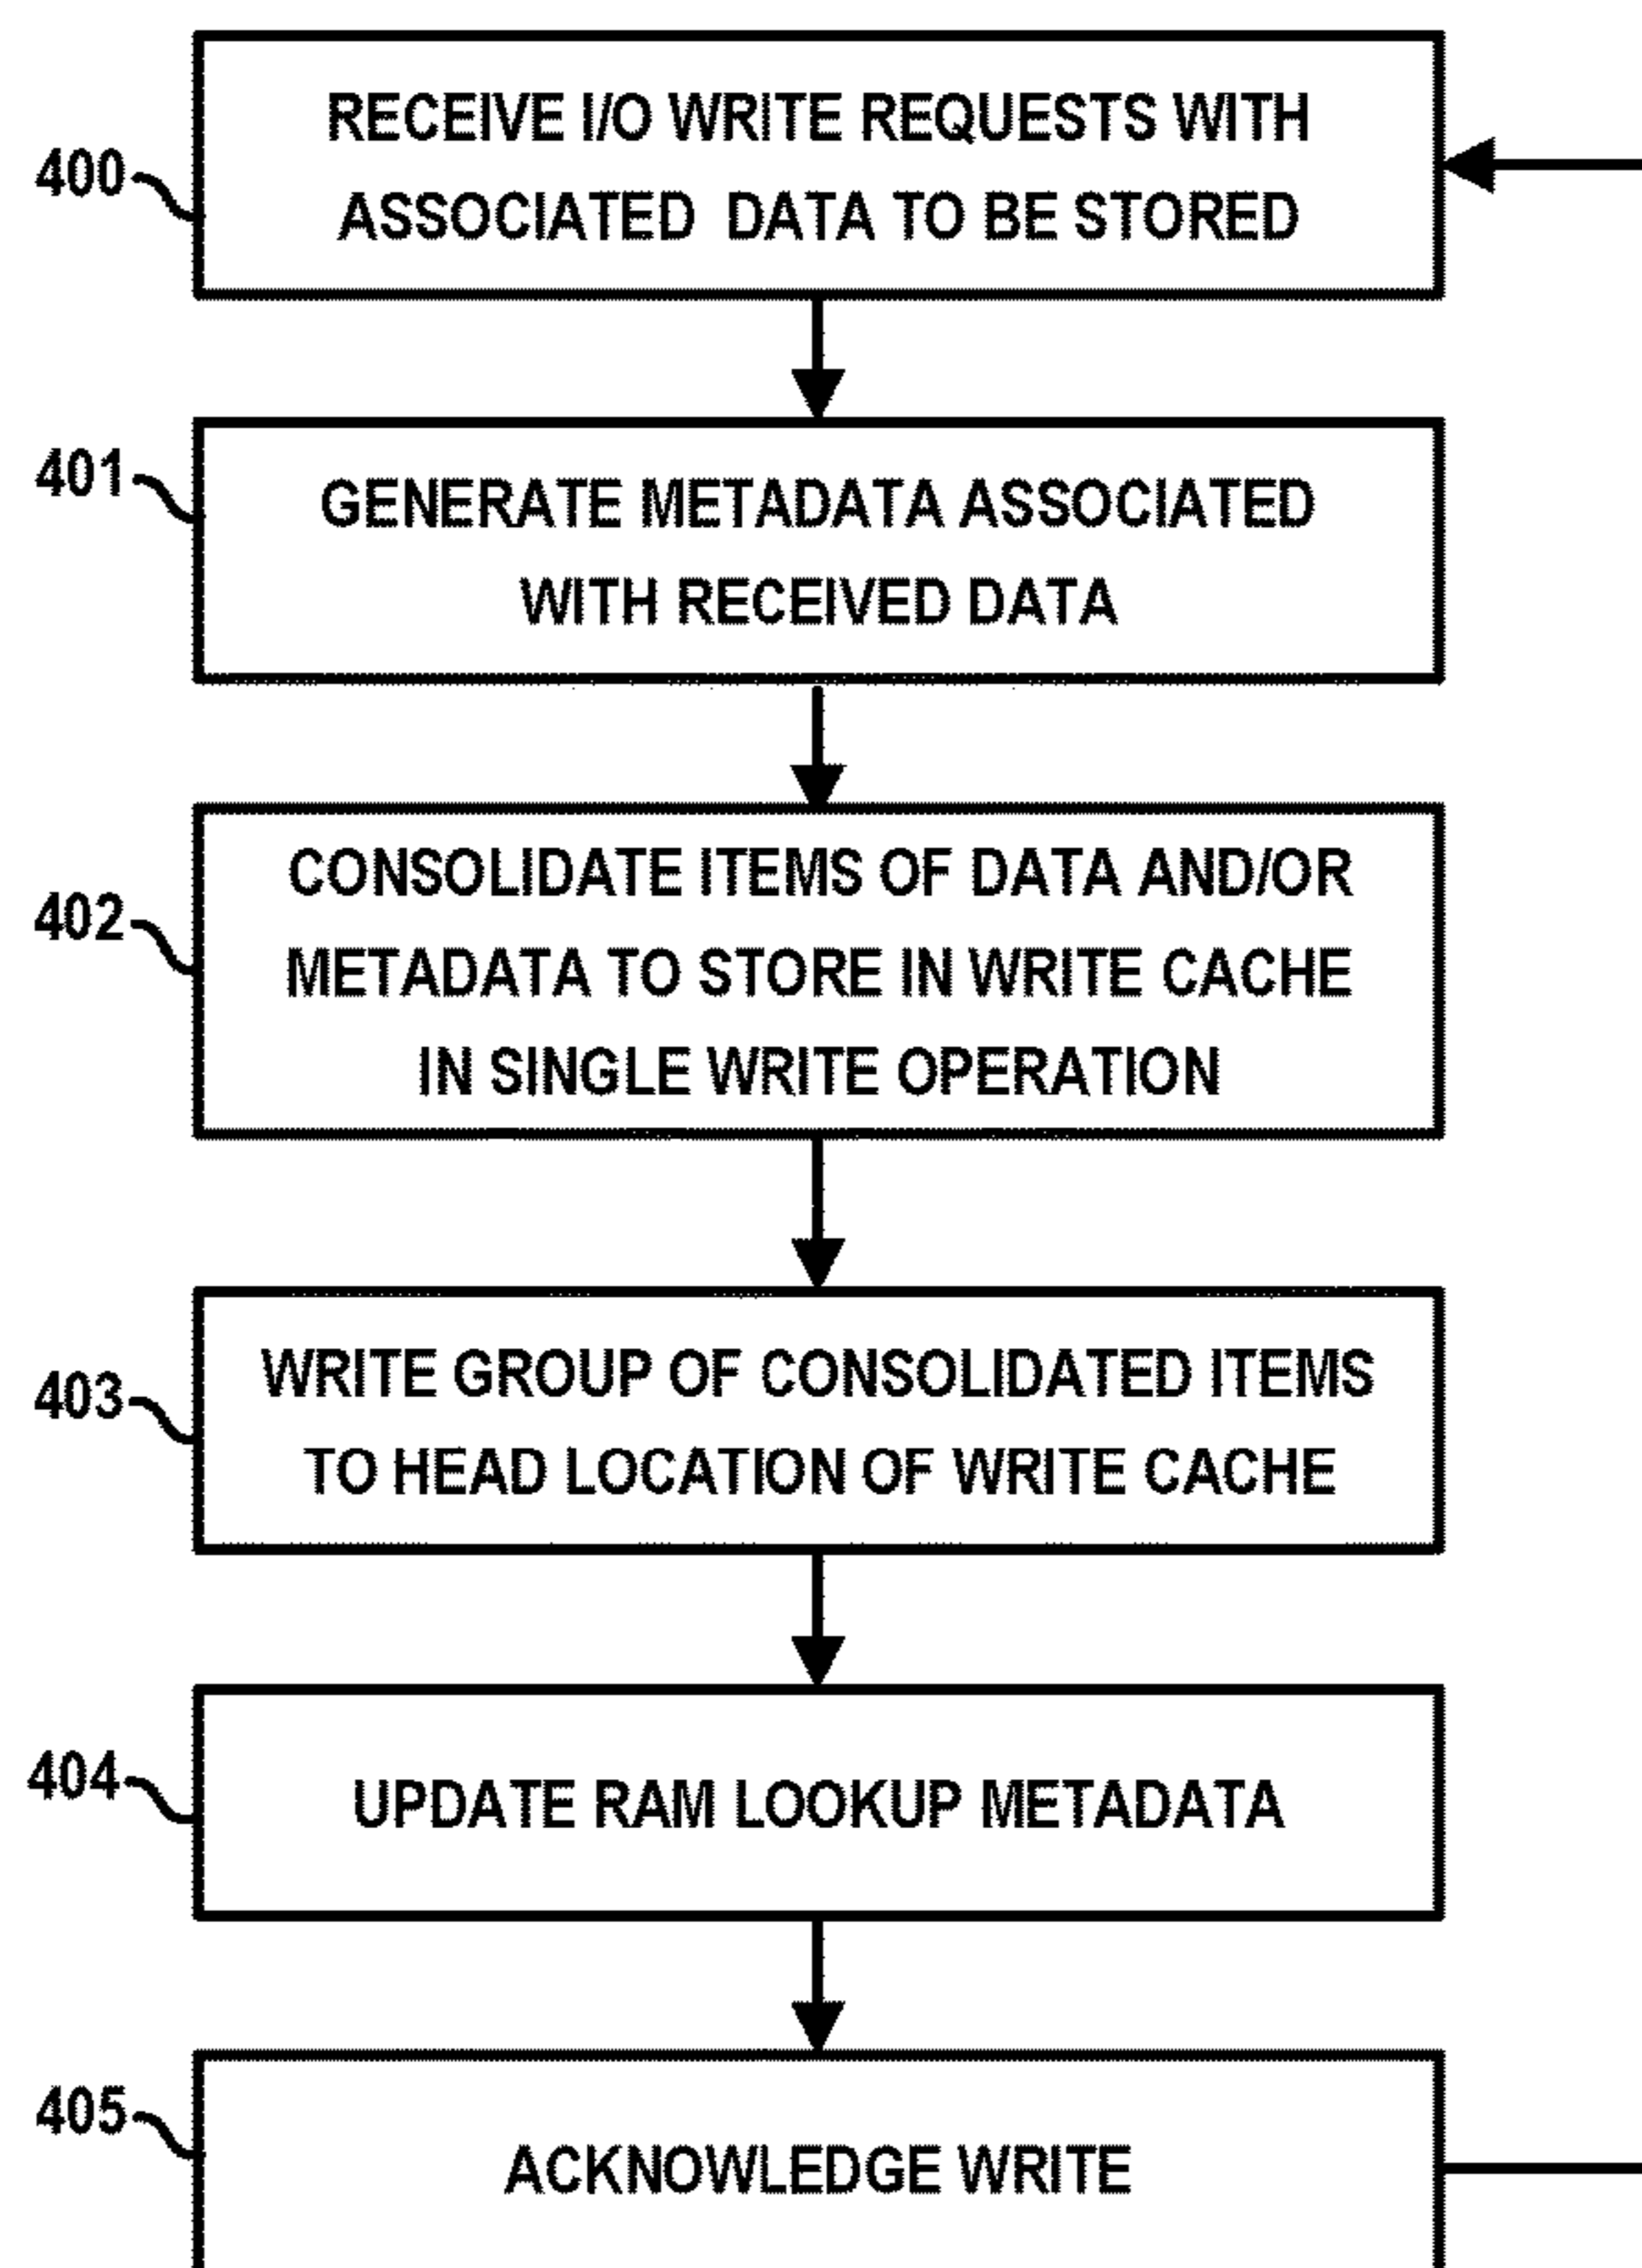 400
RECEIVE I/O WRITE REQUESTS WITH
ASSOCIATED DATA TO BE STORED
401
GENERATE METADATA ASSOCIATED
WITH RECEIVED DATA
402
CONSOLIDATE ITEMS OF DATA AND/OR
METADATA TO STORE IN WRITE CACHE
IN SINGLE WRITE OPERATION
403
WRITE GROUP OF CONSOLIDATED ITEMS
TO HEAD LOCATION OF WRITE CACHE
404
UPDATE RAM LOOKUP METADATA
405
ACKNOWLEDGE WRITE